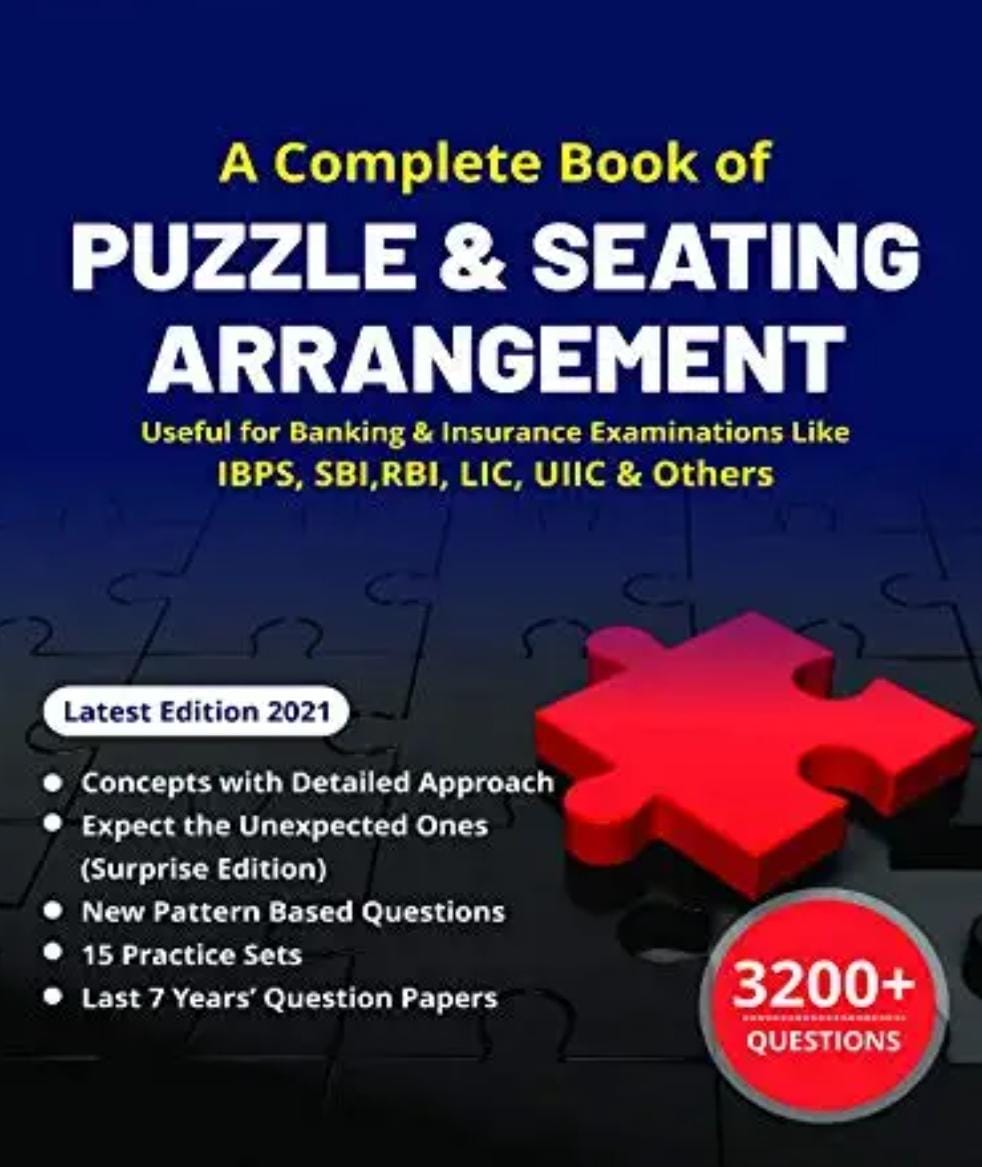 A Complete Book of
PUZZLE & SEATING
ARRANGEMENT
Useful for Banking & Insurance Examinations Like
IBPS, SBI,RBI, LIC, UIIC & Others
Latest Edition 2021
● Concepts with Detailed Approach
● Expect the Unexpected Ones
(Surprise Edition)
● New Pattern Based Questions
● 15 Practice Sets
● Last 7 Years’ Question Papers
3200+
QUESTIONS